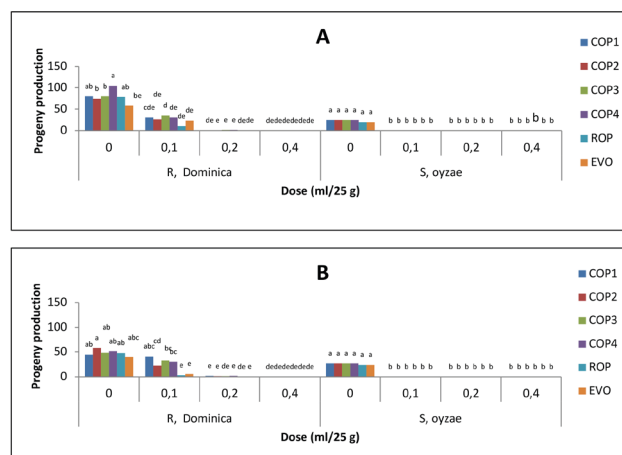 A
Progeny production
150
100
50
0
ab b b a ab be
cde de d de de de
de e e e dede
dedededededede
a a a a a a
b b b b b b
b b b b b b
b b b b b b
0 0,1 0,2 0,4 0 0,1 0,2 0,4
R, Dominica S, oyzae
Dose (ml/25 g)
COP1
COP2
COP3
COP4
ROP
EVO
B
Progeny production
150
100
50
0
ab a ab ab ab abc
abc cd bc bc e e
e e de e de e
dedededededede
a a a a a a
b b b b b b
b b b b b b
b b b b b b
0 0,1 0,2 0,4 0 0,1 0,2 0,4
R, Dominica S, oyzae
Dose (ml/25 g)
COP1
COP2
COP3
COP4
ROP
EVO